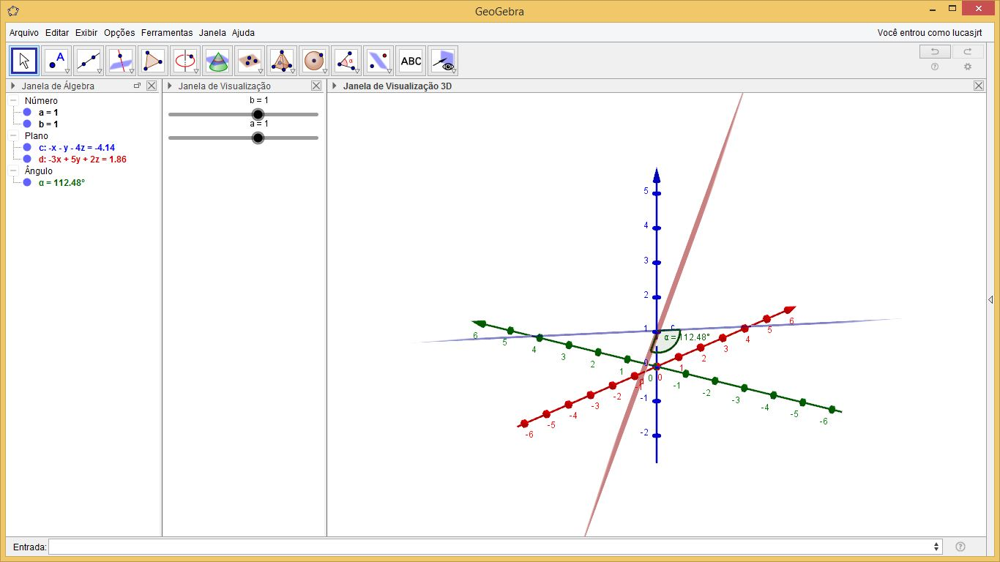 GeoGebra
Arquivo Editar Exibir Opções Ferramentas Janela Ajuda
Você entrou como lucasjrt
A
α
ABC
Janela de Álgebra
Janela de Visualização
Janela de Visualização 3D
Número
a = 1
b = 1
Plano
c: -x - y - 4z = -4.14
d: -3x + 5y + 2z = 1.86
Ângulo
α = 112.48°
b = 1
a = 1
5
4
3
2
1
0
-1
-2
c
α = 112.48°
d
6
5
4
3
2
1
0
-1
-2
-3
-4
-5
-6
6
5
4
3
2
1
0
-1
-2
-3
-4
-5
-6
Entrada: